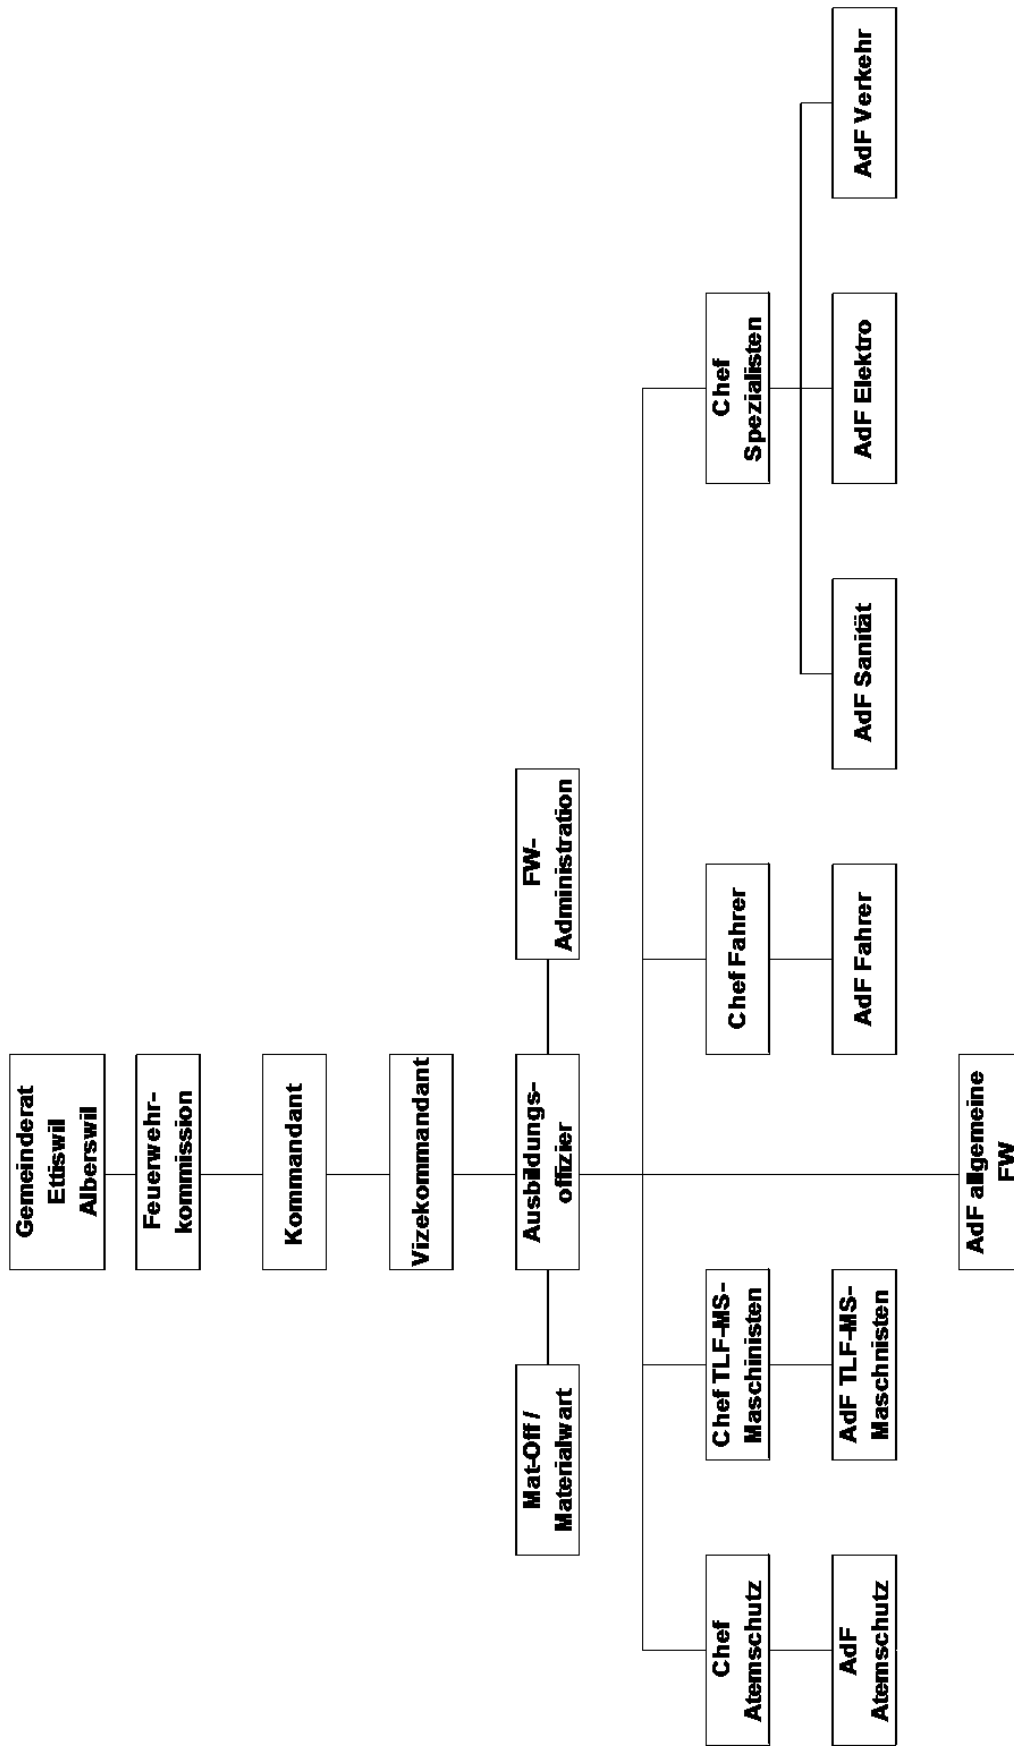 Gemeinderat
Ettiswil
Alberswil
Feuerwehr-
kommission
Kommandant
Vizekommandant
Mat-Off /
Materialwart
Ausbildungs-
offizier
FW-
Administration
Chef
Atemschutz
Chef TLF-MS-
Maschinisten
Chef Fahrer
Chef
Spezialisten
AdF
Atemschutz
AdF TLF-MS-
Maschnisten
AdF Fahrer
AdF Sanität
AdF Elektro
AdF Verkehr
AdF allgemeine
FW